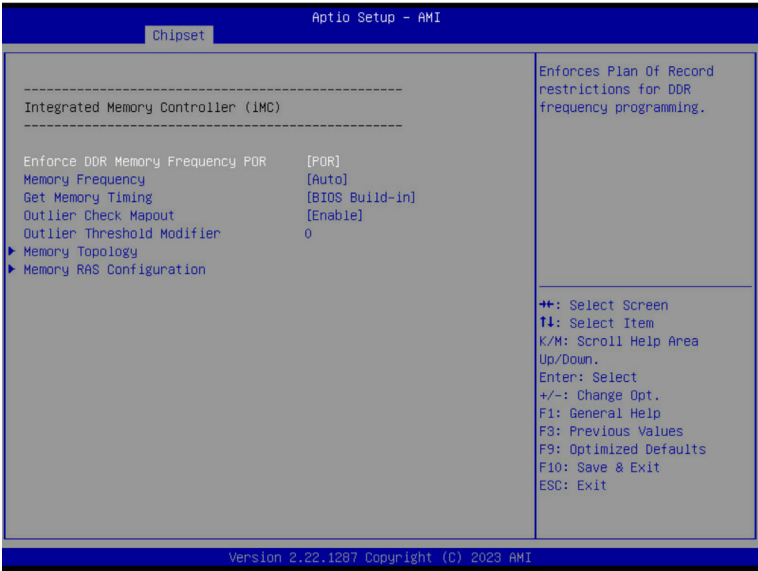 Aptio Setup – AMI
Chipset
------------------------------------------------
Integrated Memory Controller (iMC)
------------------------------------------------
Enforce DDR Memory Frequency POR [POR]
Memory Frequency [Auto]
Get Memory Timing [BIOS Build-in]
Outlier Check Mapout [Enable]
Outlier Threshold Modifier 0
▶ Memory Topology
▶ Memory RAS Configuration
Enforces Plan Of Record
restrictions for DDR
frequency programming.
→←: Select Screen
↑↓: Select Item
K/M: Scroll Help Area
Up/Down.
Enter: Select
+/-: Change Opt.
F1: General Help
F3: Previous Values
F9: Optimized Defaults
F10: Save & Exit
ESC: Exit
Version 2.22.1287 Copyright (C) 2023 AMI